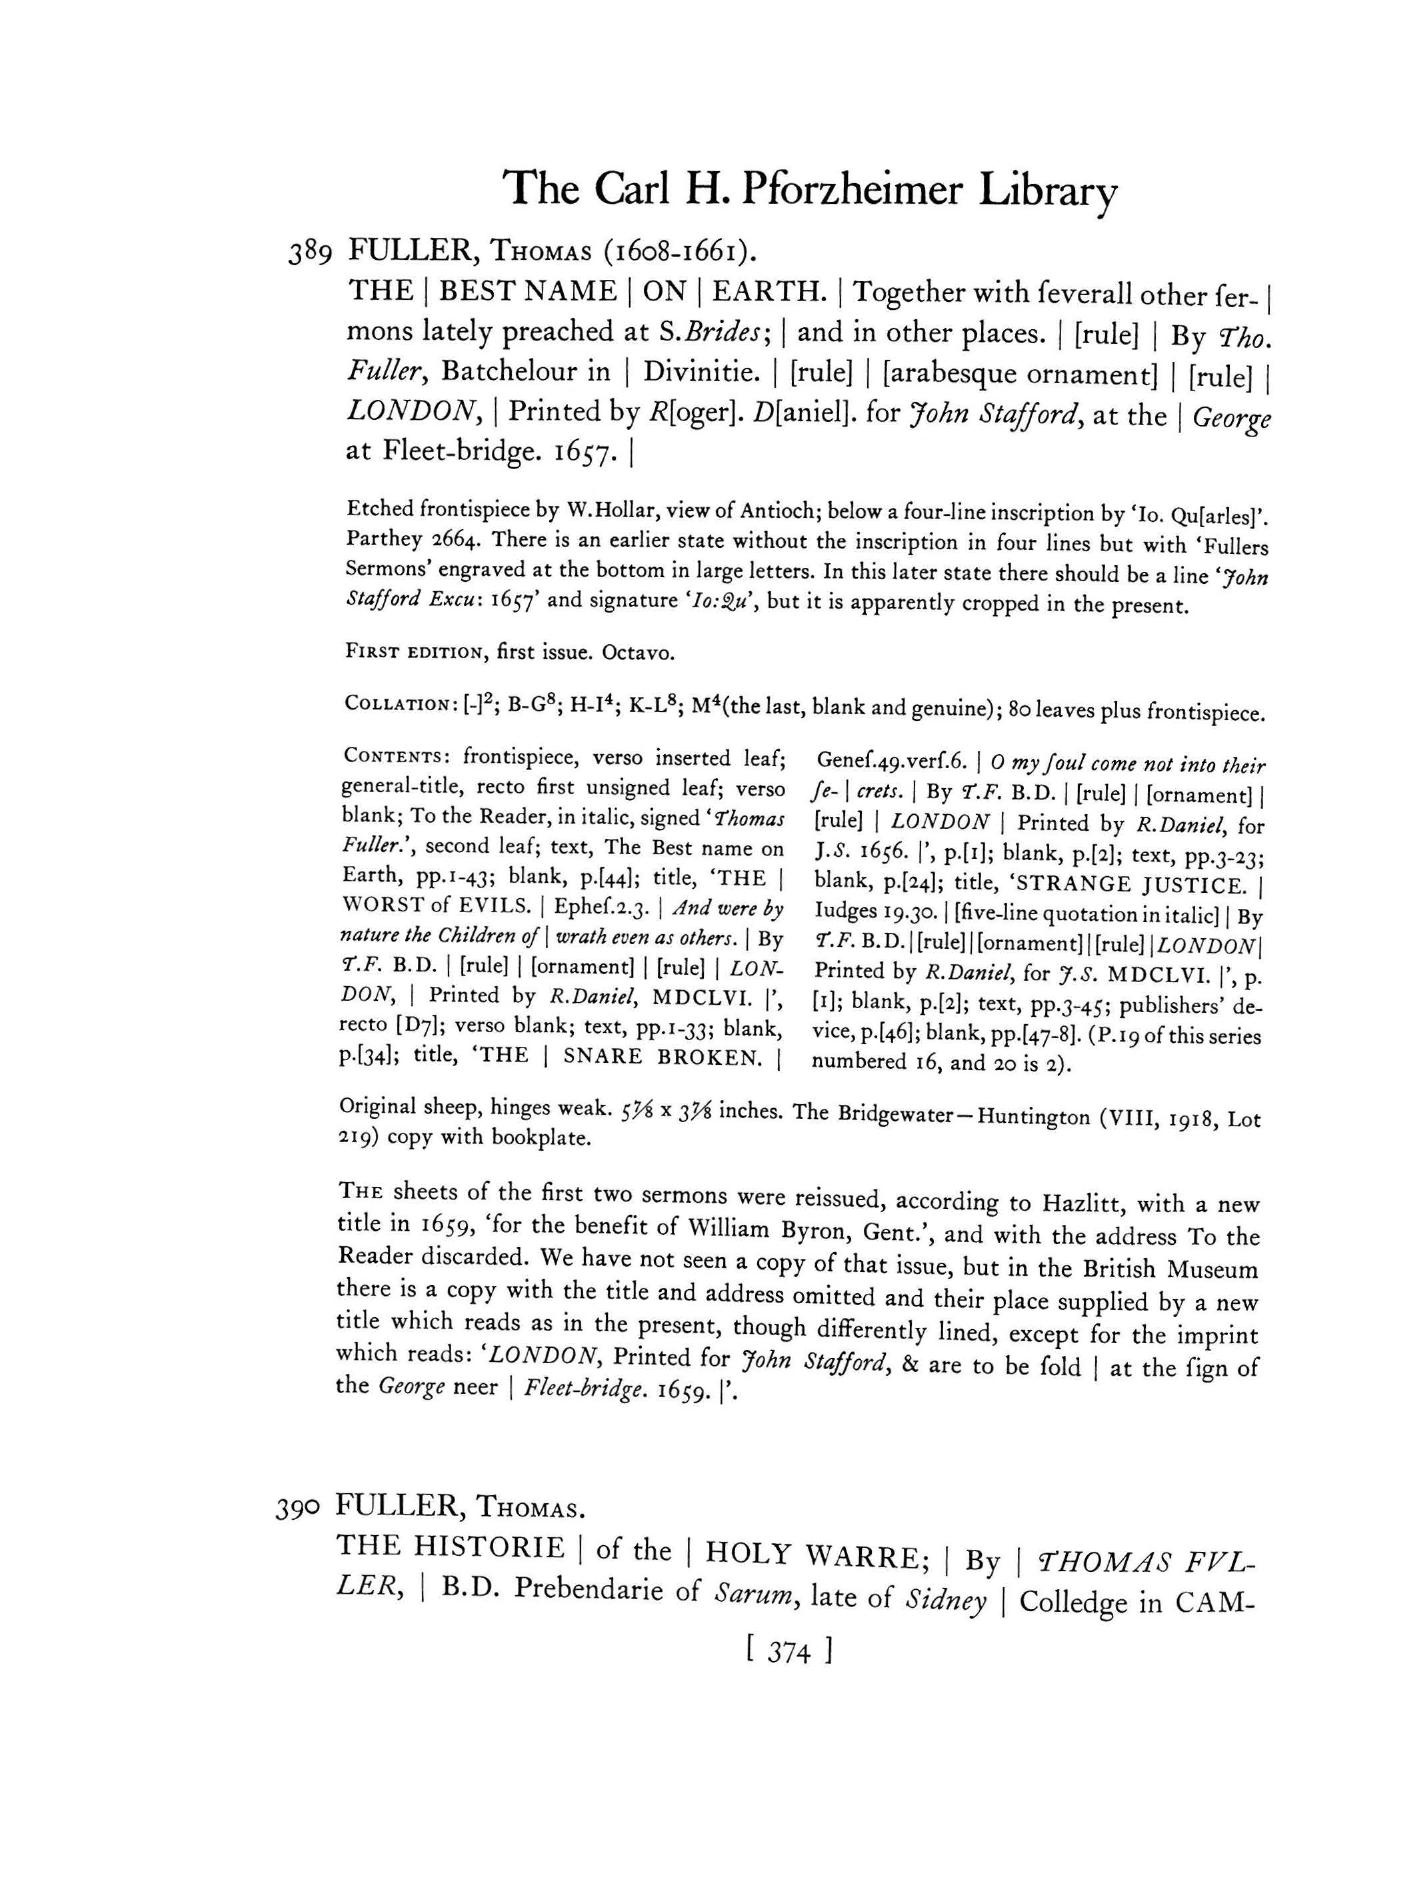 The Carl H. Pforzheimer Library
389 FULLER, THOMAS (1608-1661).
THE | BEST NAME | ON | EARTH. | Together with ſeverall other ſer- |
mons lately preached at S.Brides; | and in other places. | [rule] | By Tho.
Fuller, Batchelour in | Divinitie. | [rule] | [arabesque ornament] | [rule] |
LONDON, | Printed by R[oger]. D[aniel]. for John Stafford, at the | George
at Fleet-bridge. 1657. |
Etched frontispiece by W.Hollar, view of Antioch; below a four-line inscription by ‘Io. Qu[arles]’.
Parthey 2664. There is an earlier state without the inscription in four lines but with ‘Fullers
Sermons’ engraved at the bottom in large letters. In this later state there should be a line ‘John
Stafford Excu: 1657’ and signature ‘Io:Qu’, but it is apparently cropped in the present.
FIRST EDITION, first issue. Octavo.
COLLATION: [-]²; B-G⁸; H-I⁴; K-L⁸; M⁴(the last, blank and genuine); 80 leaves plus frontispiece.
CONTENTS: frontispiece, verso inserted leaf;
general-title, recto first unsigned leaf; verso
blank; To the Reader, in italic, signed ‘Thomas
Fuller.’, second leaf; text, The Best name on
Earth, pp.1-43; blank, p.[44]; title, ‘THE |
WORST of EVILS. | Epheſ.2.3. | And were by
nature the Children of | wrath even as others. | By
T.F. B.D. | [rule] | [ornament] | [rule] | LON-
DON, | Printed by R.Daniel, MDCLVI. |’,
recto [D7]; verso blank; text, pp.1-33; blank,
p.[34]; title, ‘THE | SNARE BROKEN. |
Geneſ.49.verſ.6. | O my ſoul come not into their
ſe- | crets. | By T.F. B.D. | [rule] | [ornament] |
[rule] | LONDON | Printed by R.Daniel, for
J.S. 1656. |’, p.[1]; blank, p.[2]; text, pp.3-23;
blank, p.[24]; title, ‘STRANGE JUSTICE. |
Iudges 19.30. | [five-line quotation in italic] | By
T.F. B.D. | [rule] | [ornament] | [rule] | LONDON |
Printed by R.Daniel, for J.S. MDCLVI. |’, p.
[1]; blank, p.[2]; text, pp.3-45; publishers’ de-
vice, p.[46]; blank, pp.[47-8]. (P.19 of this series
numbered 16, and 20 is 2).
Original sheep, hinges weak. 5⅞ x 3⅞ inches. The Bridgewater—Huntington (VIII, 1918, Lot
219) copy with bookplate.
THE sheets of the first two sermons were reissued, according to Hazlitt, with a new
title in 1659, ‘for the benefit of William Byron, Gent.’, and with the address To the
Reader discarded. We have not seen a copy of that issue, but in the British Museum
there is a copy with the title and address omitted and their place supplied by a new
title which reads as in the present, though differently lined, except for the imprint
which reads: ‘LONDON, Printed for John Stafford, & are to be ſold | at the ſign of
the George neer | Fleet-bridge. 1659. |’.
390 FULLER, THOMAS.
THE HISTORIE | of the | HOLY WARRE; | By | THOMAS FVL-
LER, | B.D. Prebendarie of Sarum, late of Sidney | Colledge in CAM-
[ 374 ]